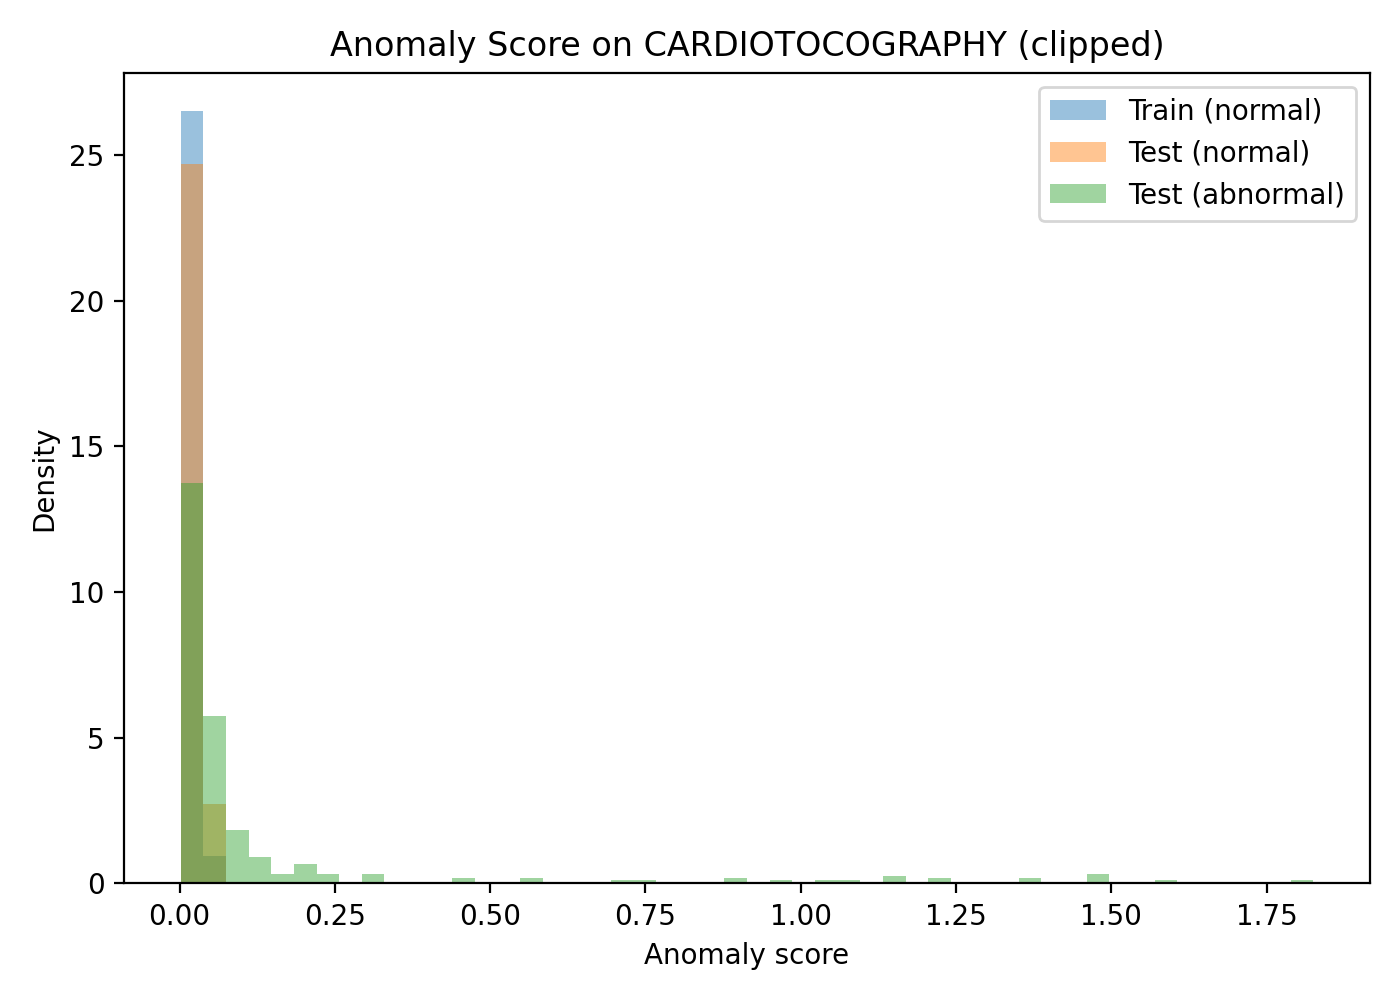 Anomaly Score on CARDIOTOCOGRAPHY (clipped)
Train (normal)
Test (normal)
Test (abnormal)
Density
25
20
15
10
5
0
0.00 0.25 0.50 0.75 1.00 1.25 1.50 1.75
Anomaly score